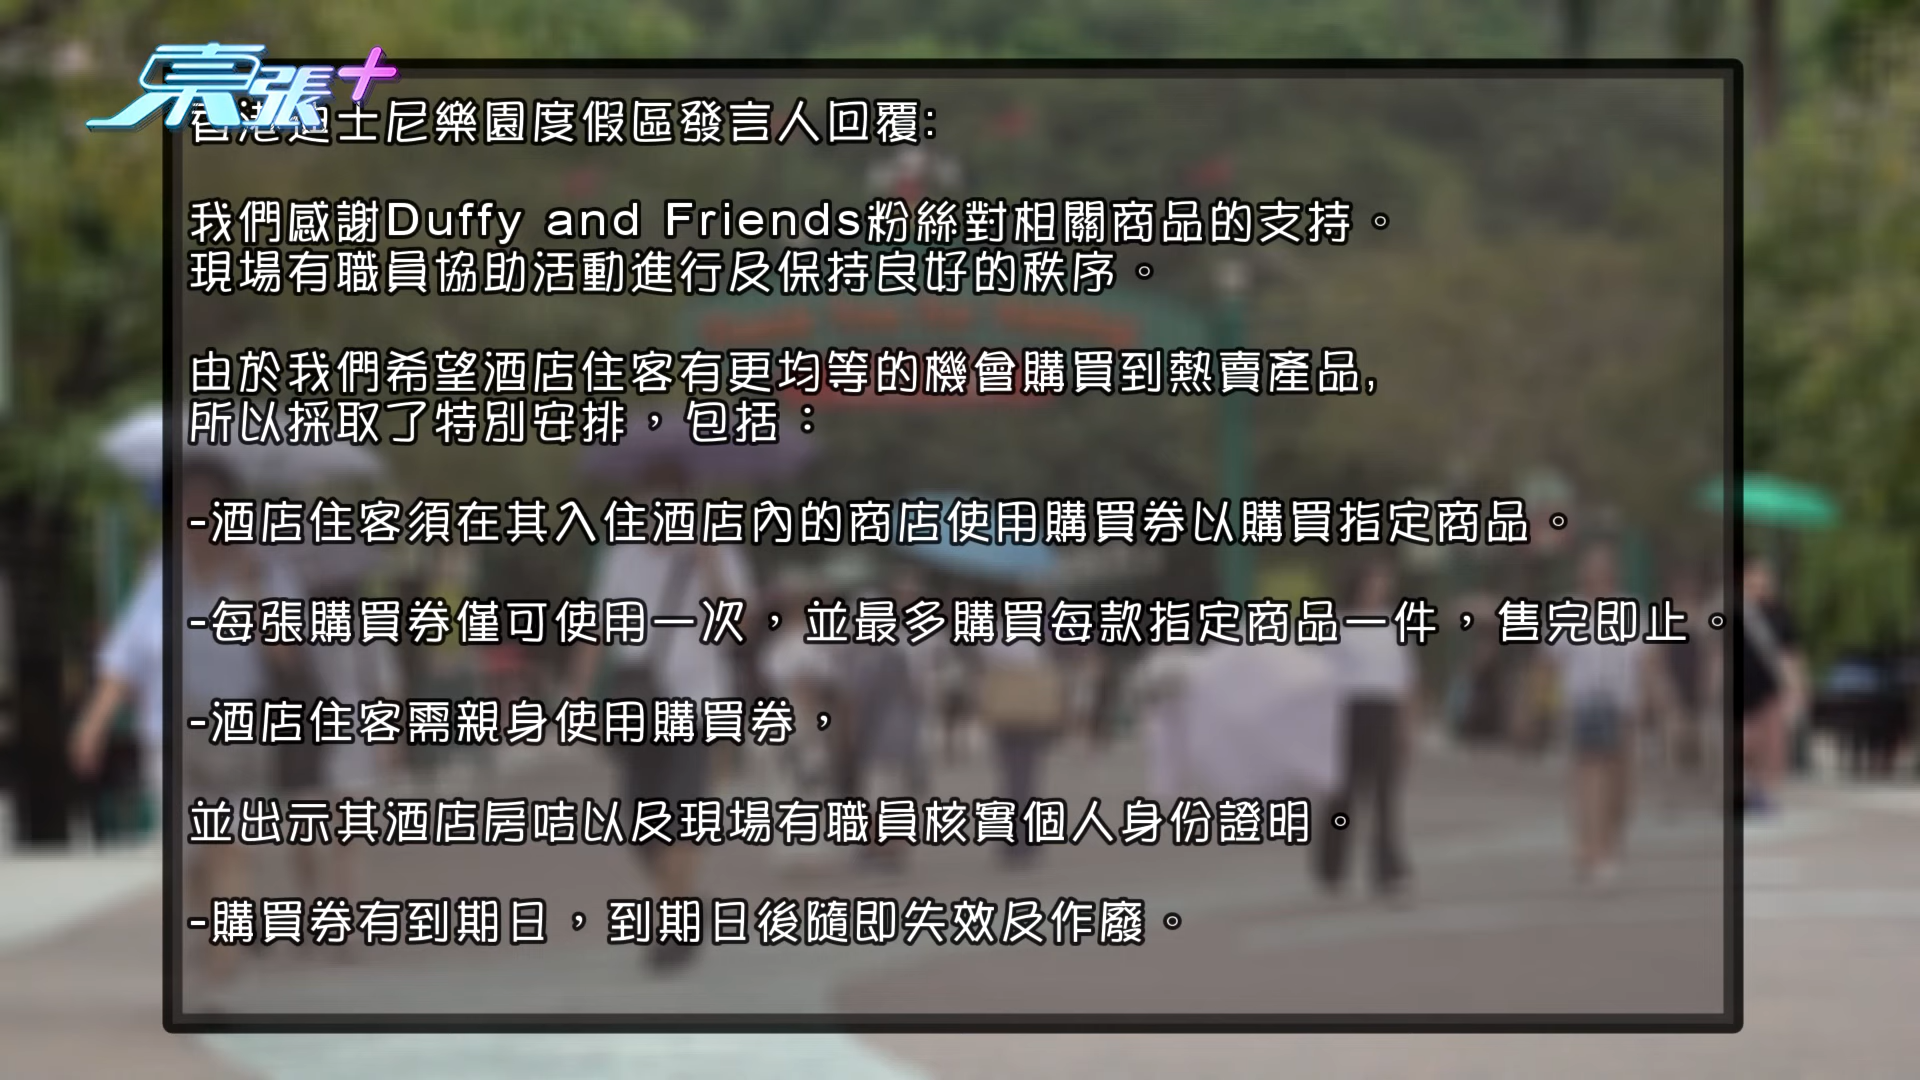 東張+
香港迪士尼樂園度假區發言人回覆:
我們感謝Duffy and Friends粉絲對相關商品的支持。
現場有職員協助活動進行及保持良好的秩序。
由於我們希望酒店住客有更均等的機會購買到熱賣產品,
所以採取了特別安排，包括：
-酒店住客須在其入住酒店內的商店使用購買券以購買指定商品。
-每張購買券僅可使用一次，並最多購買每款指定商品一件，售完即止。
-酒店住客需親身使用購買券，
並出示其酒店房咭以及現場有職員核實個人身份證明。
-購買券有到期日，到期日後隨即失效及作廢。